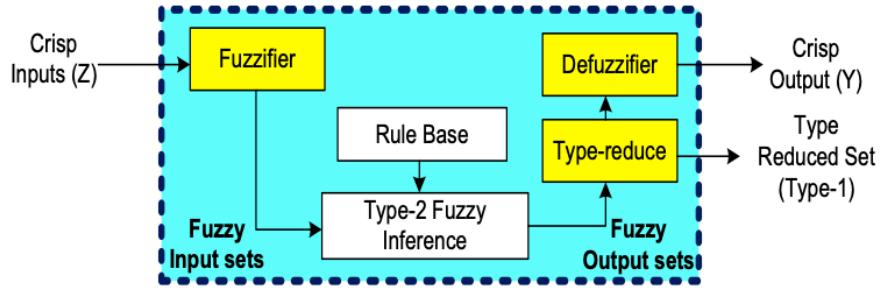 Crisp
Inputs (Z)
Fuzzifier
Defuzzifier
Crisp
Output (Y)
Rule Base
Type-reduce
Type
Reduced Set
(Type-1)
Type-2 Fuzzy
Inference
Fuzzy
Input sets
Fuzzy
Output sets